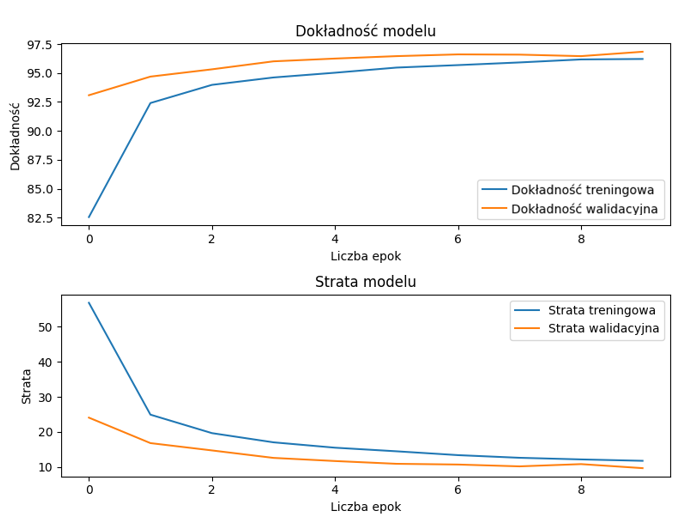 Dokładność modelu
97.5
95.0
92.5
90.0
87.5
85.0
82.5
Dokładność
0 2 4 6 8
Liczba epok
Dokładność treningowa
Dokładność walidacyjna
Strata modelu
50
40
30
20
10
Strata
0 2 4 6 8
Liczba epok
Strata treningowa
Strata walidacyjna